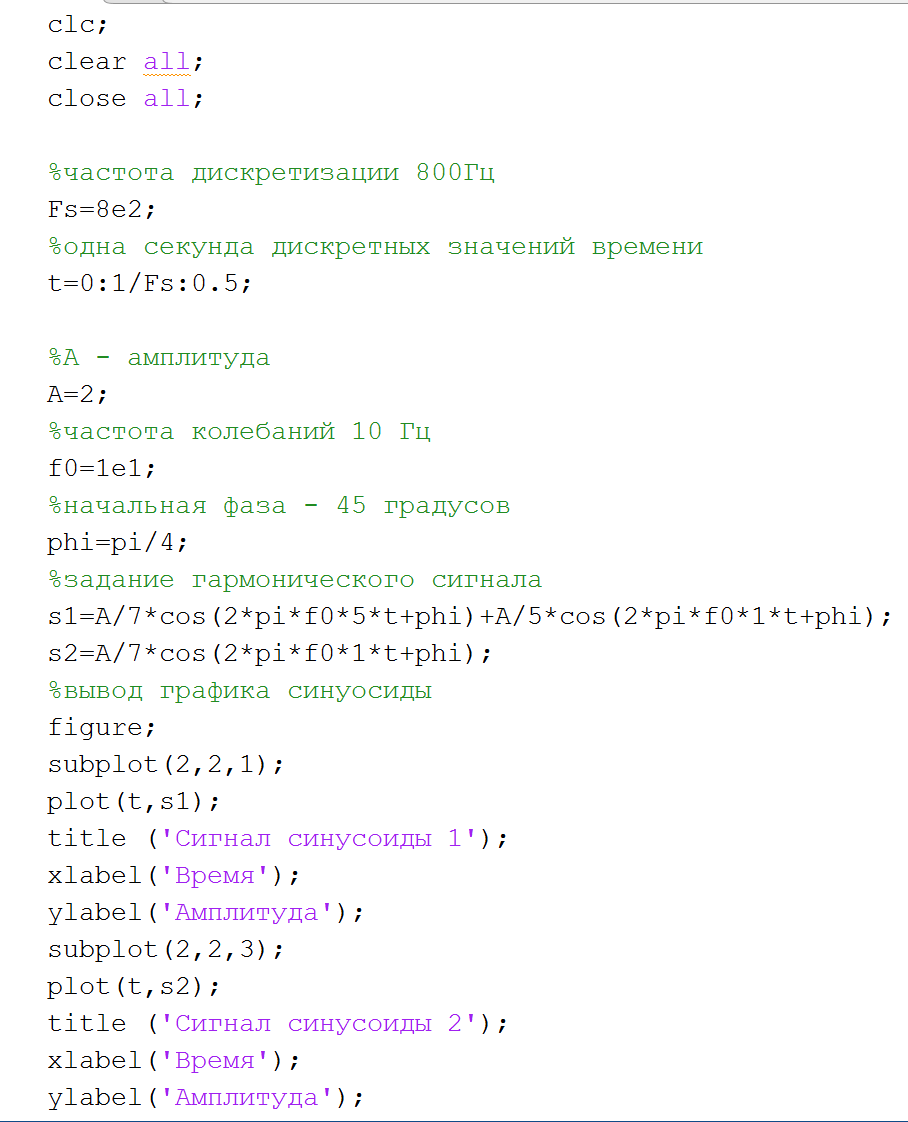 clc;
clear all;
close all;
%частота дискретизации 800Гц
Fs=8e2;
%одна секунда дискретных значений времени
t=0:1/Fs:0.5;
%A - амплитуда
A=2;
%частота колебаний 10 Гц
f0=1e1;
%начальная фаза - 45 градусов
phi=pi/4;
%задание гармонического сигнала
s1=A/7*cos(2*pi*f0*5*t+phi)+A/5*cos(2*pi*f0*1*t+phi);
s2=A/7*cos(2*pi*f0*1*t+phi);
%вывод графика синуосиды
figure;
subplot(2,2,1);
plot(t,s1);
title ('Сигнал синусоиды 1');
xlabel('Время');
ylabel('Амплитуда');
subplot(2,2,3);
plot(t,s2);
title ('Сигнал синусоиды 2');
xlabel('Время');
ylabel('Амплитуда');